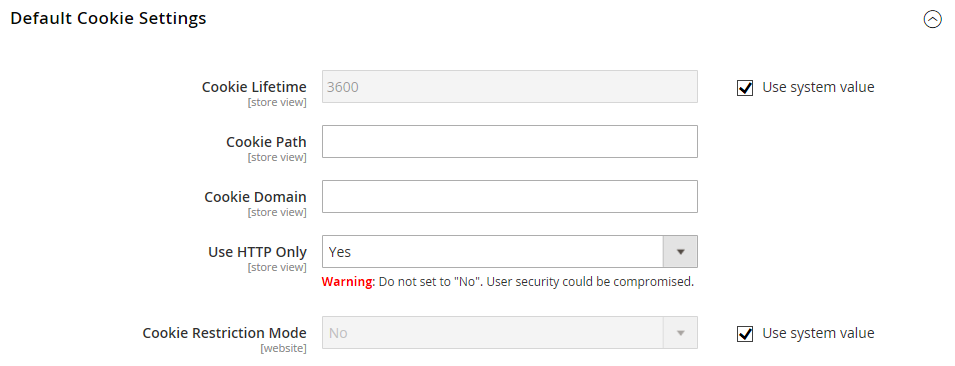 Default Cookie Settings
Cookie Lifetime 3600 Use system value
[store view]
Cookie Path
[store view]
Cookie Domain
[store view]
Use HTTP Only Yes
[store view]
Warning: Do not set to "No". User security could be compromised.
Cookie Restriction Mode No Use system value
[website]